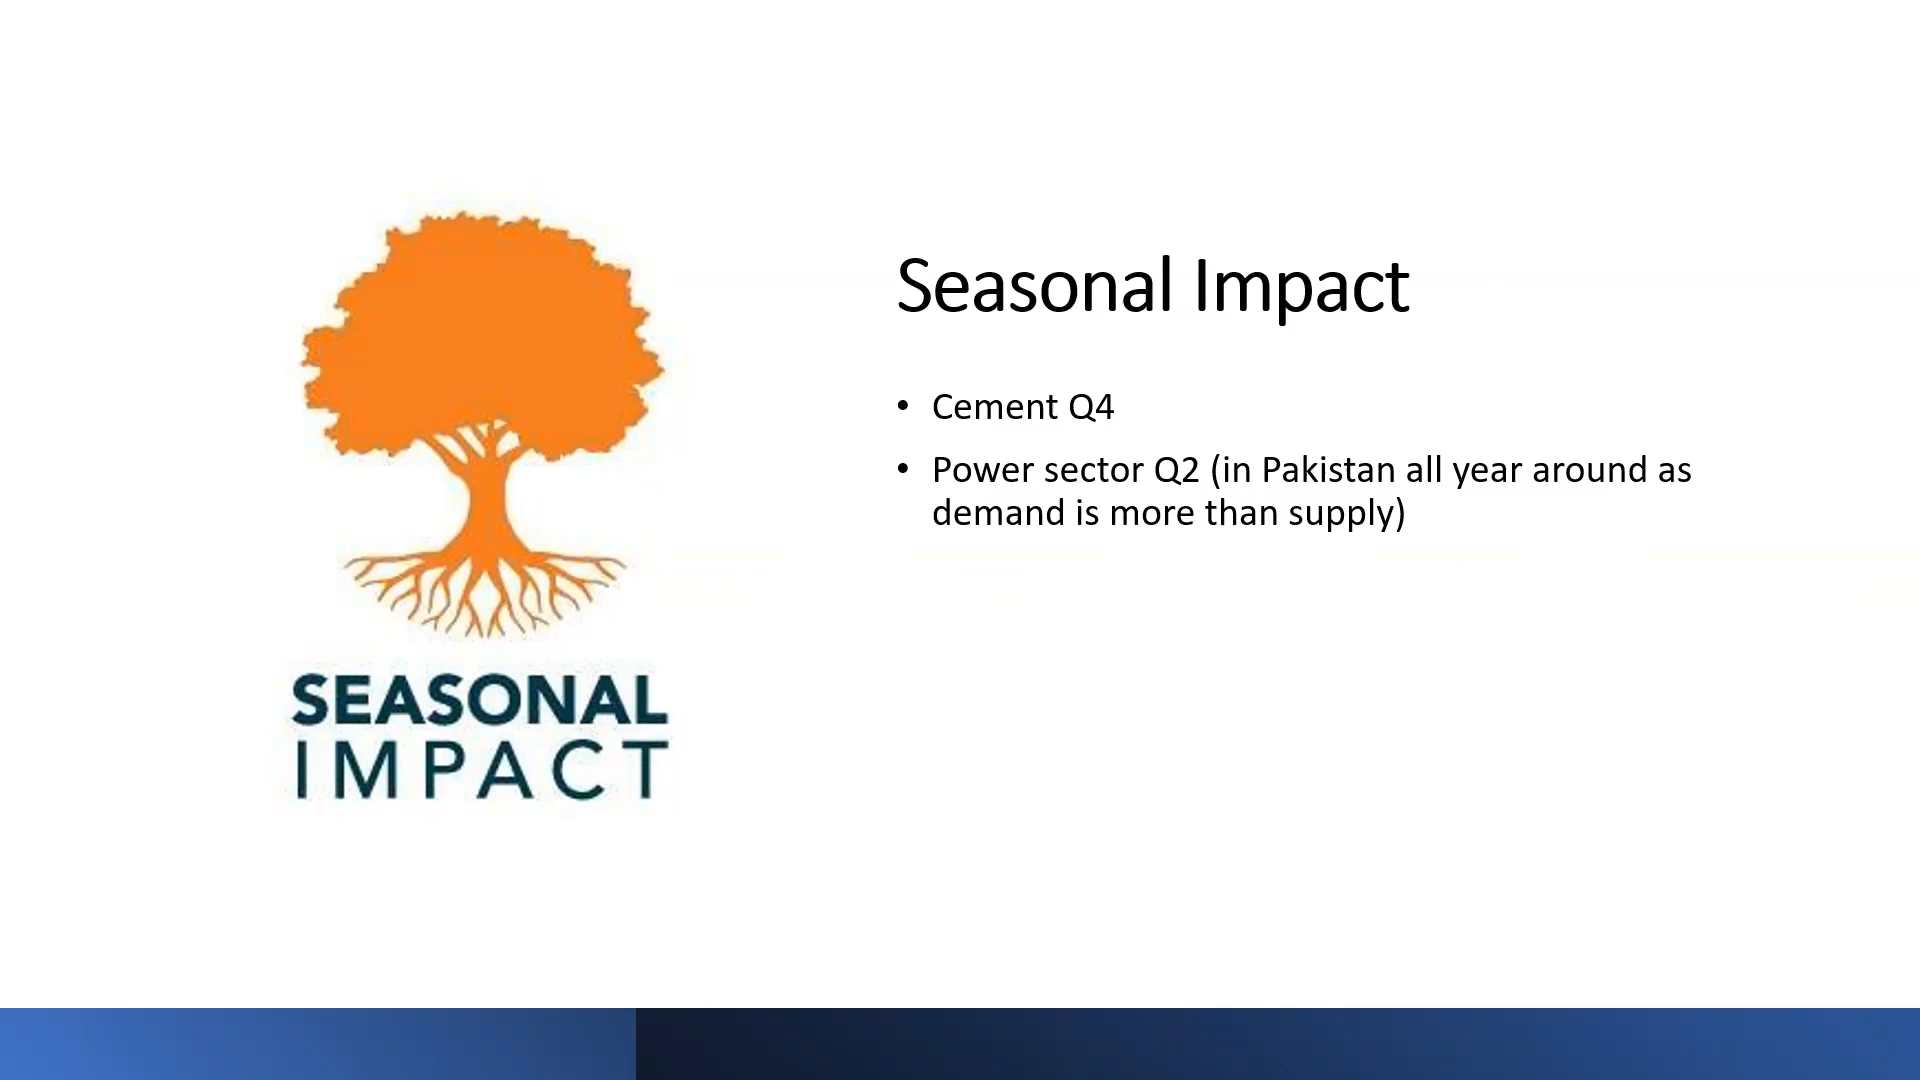 SEASONAL
IMPACT
Seasonal Impact
• Cement Q4
• Power sector Q2 (in Pakistan all year around as
demand is more than supply)